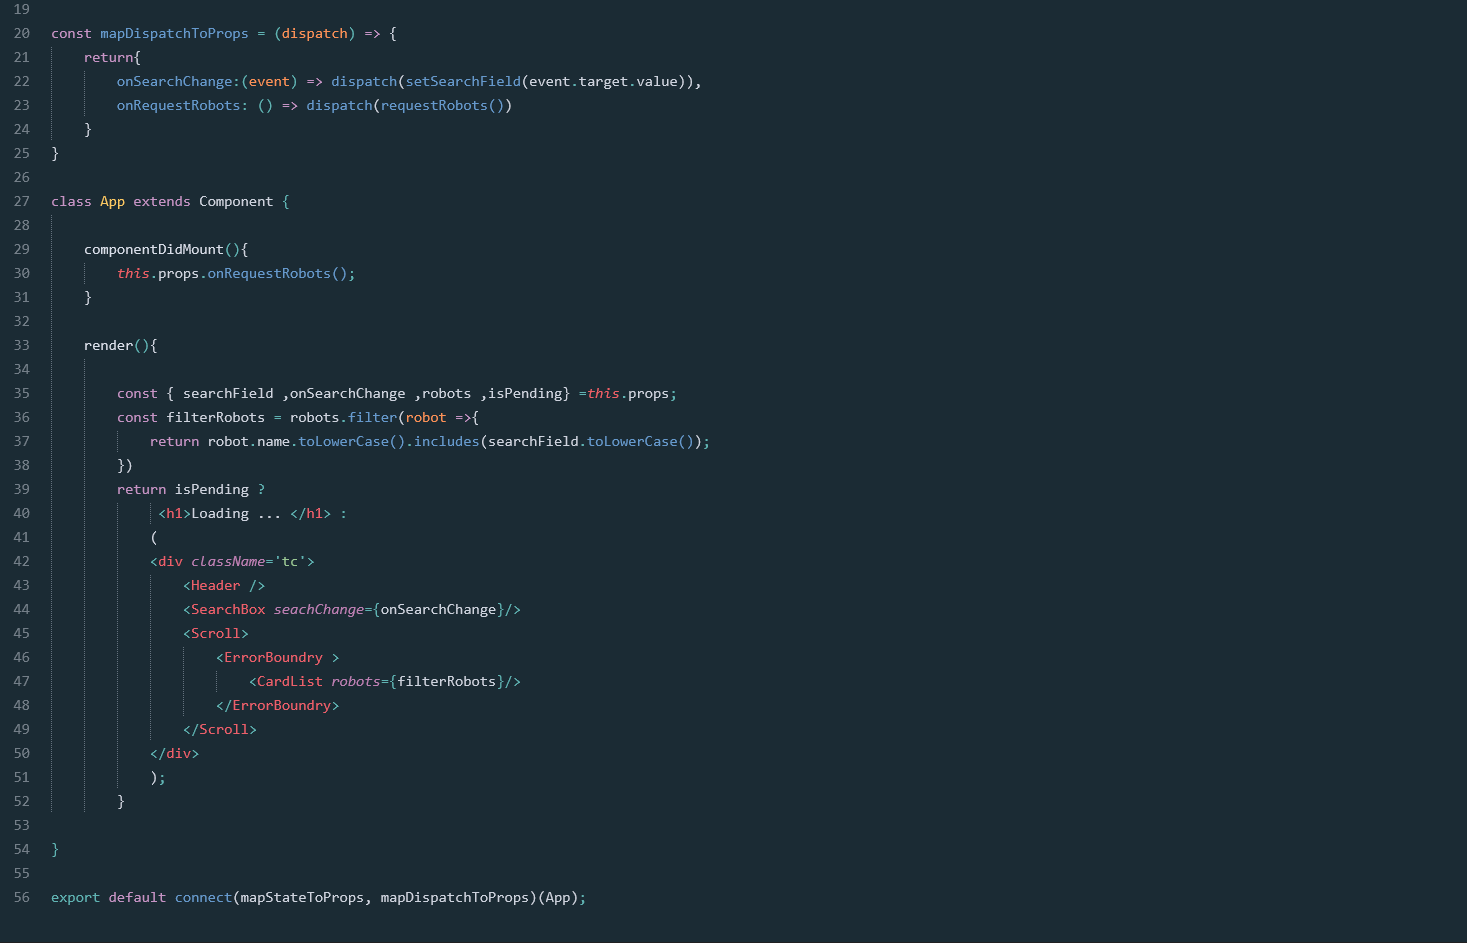 19
20 const mapDispatchToProps = (dispatch) => {
21     return{
22         onSearchChange:(event) => dispatch(setSearchField(event.target.value)),
23         onRequestRobots: () => dispatch(requestRobots())
24     }
25 }
26
27 class App extends Component {
28
29     componentDidMount(){
30         this.props.onRequestRobots();
31     }
32
33     render(){
34
35         const { searchField ,onSearchChange ,robots ,isPending} =this.props;
36         const filterRobots = robots.filter(robot =>{
37             return robot.name.toLowerCase().includes(searchField.toLowerCase());
38         })
39         return isPending ?
40              <h1>Loading ... </h1> :
41             (
42             <div className='tc'>
43                 <Header />
44                 <SearchBox seachChange={onSearchChange}/>
45                 <Scroll>
46                     <ErrorBoundry >
47                         <CardList robots={filterRobots}/>
48                     </ErrorBoundry>
49                 </Scroll>
50             </div>
51             );
52         }
53
54 }
55
56 export default connect(mapStateToProps, mapDispatchToProps)(App);